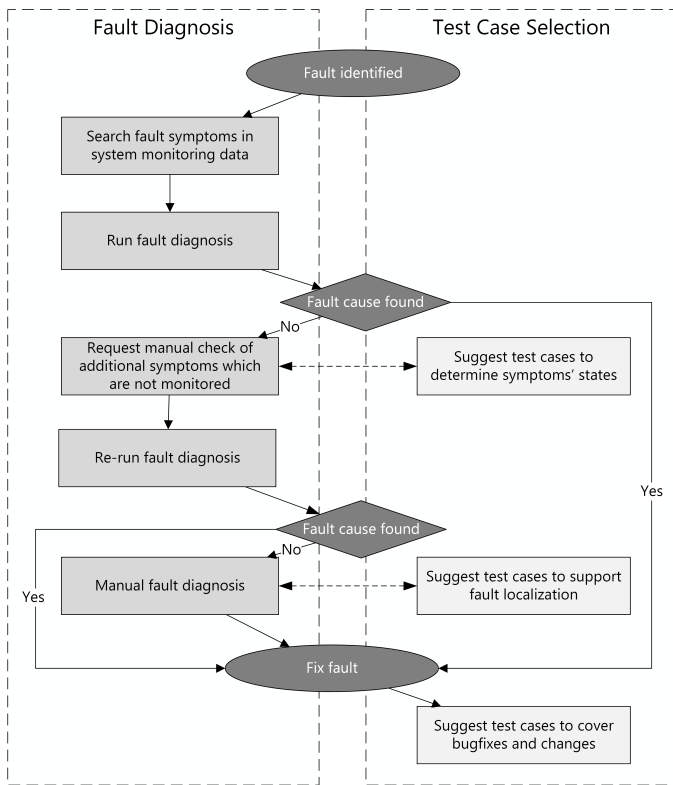 Fault Diagnosis
Test Case Selection
Fault identified
Search fault symptoms in
system monitoring data
Run fault diagnosis
Fault cause found
No
Request manual check of
additional symptoms which
are not monitored
Suggest test cases to
determine symptoms’ states
Re-run fault diagnosis
Yes
Fault cause found
No
Manual fault diagnosis
Suggest test cases to support
fault localization
Yes
Fix fault
Suggest test cases to cover
bugfixes and changes